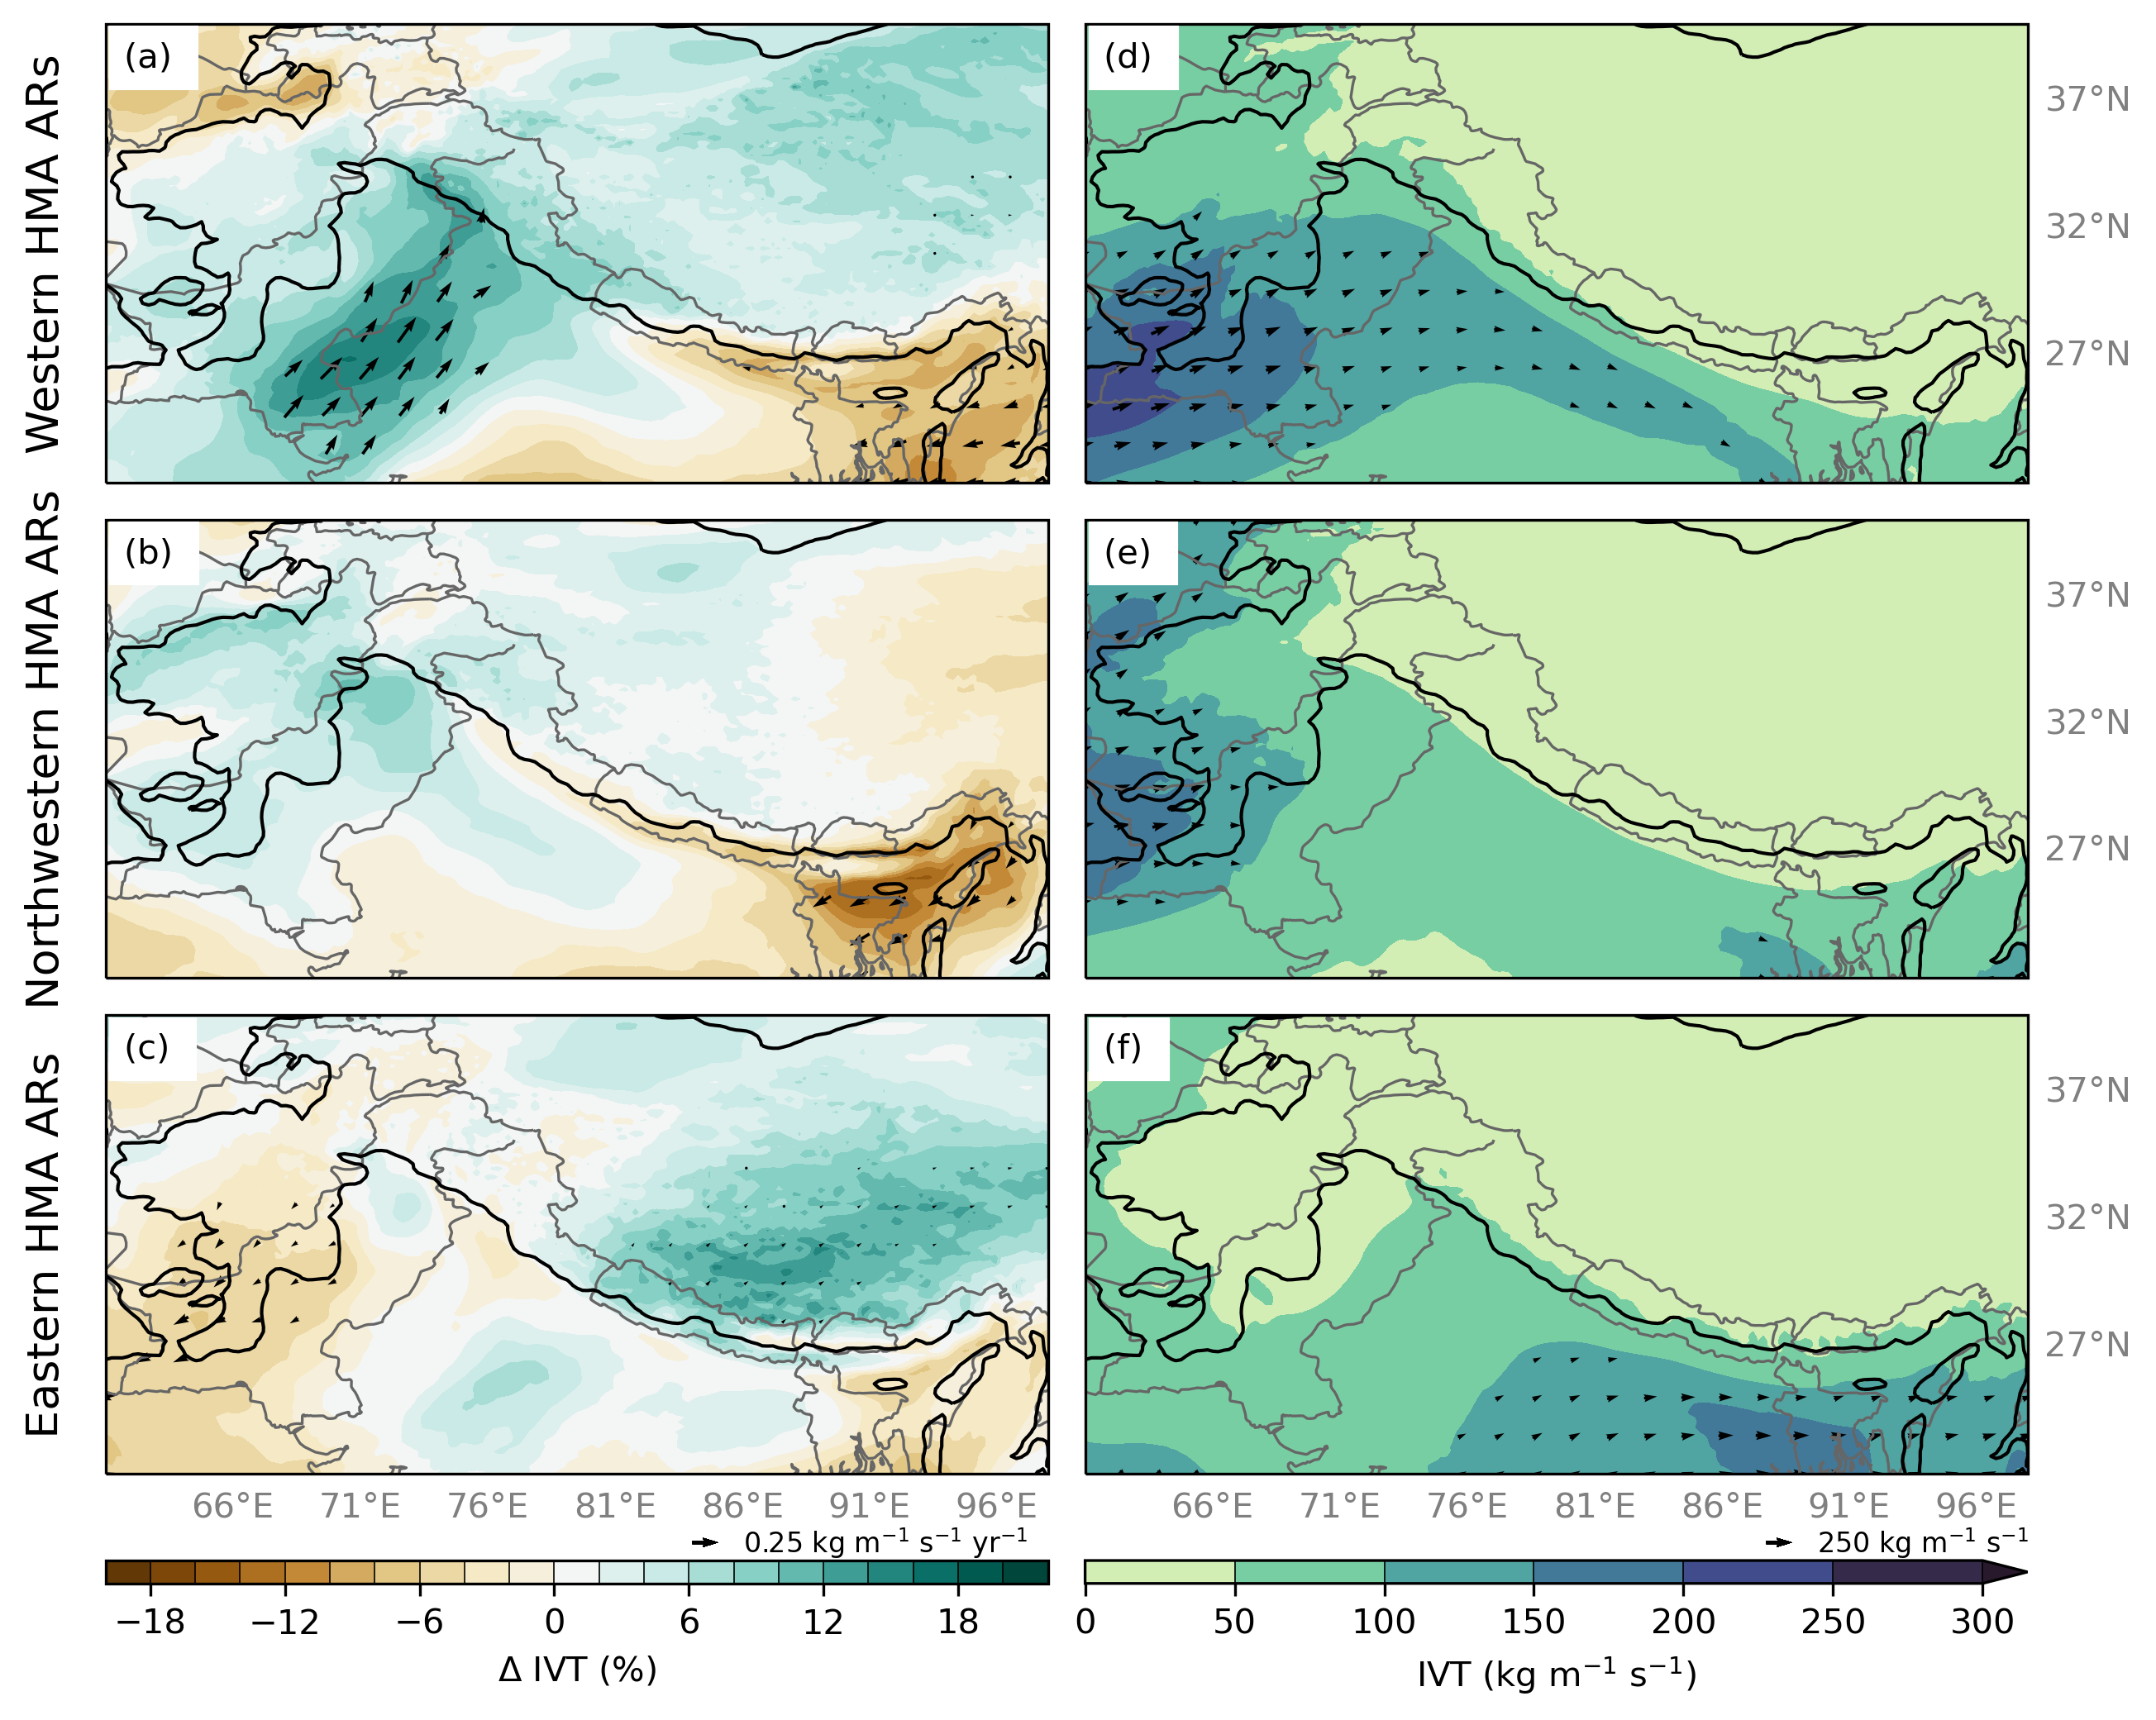 Western HMA ARs
(a)
(d)
37°N
32°N
27°N
Northwestern HMA ARs
(b)
(e)
37°N
32°N
27°N
Eastern HMA ARs
(c)
(f)
37°N
32°N
27°N
66°E 71°E 76°E 81°E 86°E 91°E 96°E
66°E 71°E 76°E 81°E 86°E 91°E 96°E
0.25 kg m⁻¹ s⁻¹ yr⁻¹
250 kg m⁻¹ s⁻¹
−18 −12 −6 0 6 12 18
0 50 100 150 200 250 300
Δ IVT (%)
IVT (kg m⁻¹ s⁻¹)